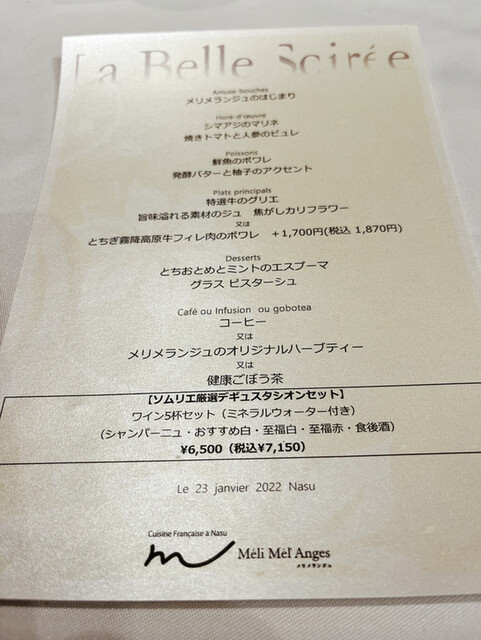 La Belle Soirée
Amuse-bouches
メリメランジュのはじまり
Hors-d'œuvre
シマアジのマリネ
焼きトマトと人参のピュレ
Poissons
鮮魚のポワレ
発酵バターと柚子のアクセント
Plats principals
特選牛のグリエ
旨味溢れる素材のジュ 焦がしカリフラワー
又は
とちぎ霧降高原牛フィレ肉のポワレ +1,700円(税込 1,870円)
Desserts
とちおとめとミントのエスプーマ
グラス ピスターシュ
Café ou Infusion ou gobotea
コーヒー
又は
メリメランジュのオリジナルハーブティー
又は
健康ごぼう茶
【ソムリエ厳選デギュスタシオンセット】
ワイン5杯セット（ミネラルウォーター付き）
（シャンパーニュ・おすすめ白・至福白・至福赤・食後酒）
¥6,500（税込¥7,150）
Le 23 janvier 2022 Nasu
Cuisine Française à Nasu
Méli Mél' Anges
メリメランジュ